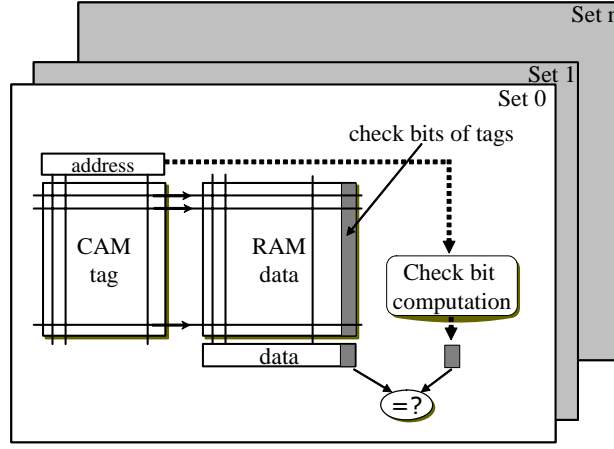 Set n
Set 1
Set 0
check bits of tags
address
CAM
tag
RAM
data
Check bit
computation
data
=?